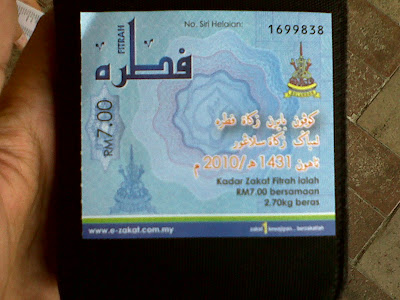 No. Siri Helaian:
1699838
FITRAH
فطره
RM7.00
كوڤون بايرن زكاة فطره
لمباڬ زكاة سلاڠور
تاهون 1431 هـ/2010 م
Kadar Zakat Fitrah ialah
RM7.00 bersamaan
2.70kg beras
www.e-zakat.com.my